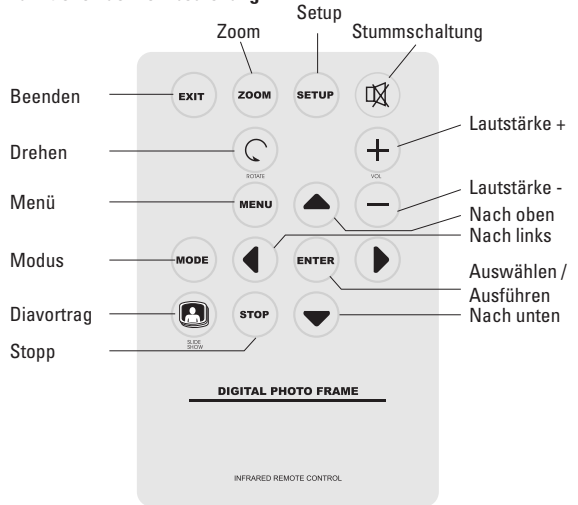 Setup
Zoom
Stummschaltung
Beenden
EXIT
ZOOM
SETUP
Lautstärke +
Drehen
ROTATE
VOL
Lautstärke -
Menü
MENU
Nach oben
Nach links
Modus
MODE
ENTER
Auswählen /
Ausführen
Diavortrag
STOP
Nach unten
SLIDE
SHOW
Stopp
DIGITAL PHOTO FRAME
INFRARED REMOTE CONTROL